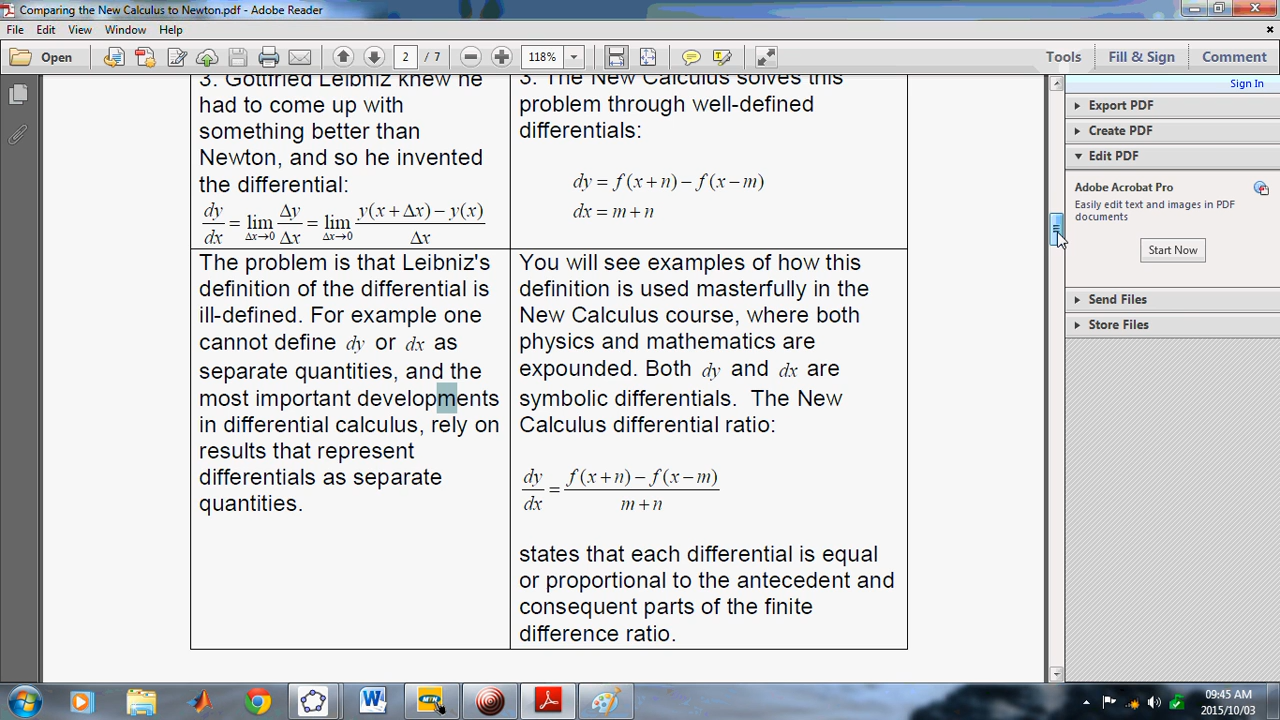 Comparing the New Calculus to Newton.pdf - Adobe Reader
File Edit View Window Help
Open 2 / 7 118% Tools Fill & Sign Comment
Sign In
Export PDF
Create PDF
Edit PDF
Adobe Acrobat Pro
Easily edit text and images in PDF
documents
Start Now
Send Files
Store Files
3. Gottfried Leibniz knew he
had to come up with
something better than
Newton, and so he invented
the differential:
dy/dx = lim Δx→0 Δy/Δx = lim Δx→0 (y(x + Δx) − y(x))/Δx
3. The New Calculus solves this
problem through well-defined
differentials:
dy = f(x+n) − f(x−m)
dx = m+n
The problem is that Leibniz's
definition of the differential is
ill-defined. For example one
cannot define dy or dx as
separate quantities, and the
most important developments
in differential calculus, rely on
results that represent
differentials as separate
quantities.
You will see examples of how this
definition is used masterfully in the
New Calculus course, where both
physics and mathematics are
expounded. Both dy and dx are
symbolic differentials. The New
Calculus differential ratio:
dy/dx = (f(x+n) − f(x−m))/(m+n)
states that each differential is equal
or proportional to the antecedent and
consequent parts of the finite
difference ratio.
09:45 AM
2015/10/03